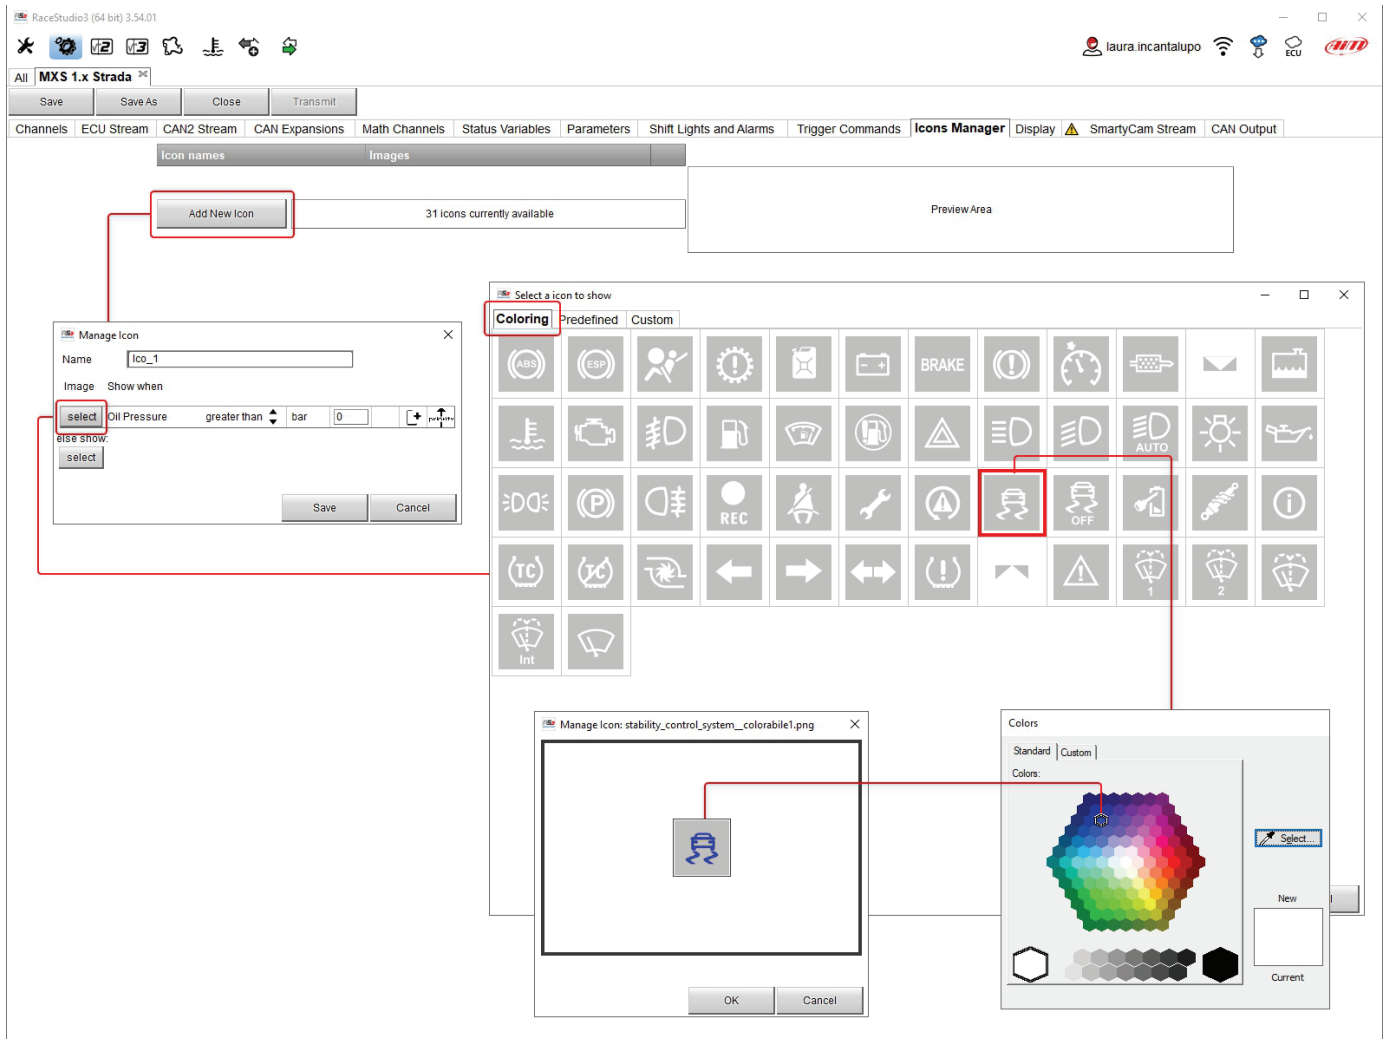 RaceStudio3 (64 bit) 3.54.01
laura.incantalupo
ECU
All MXS 1.x Strada
Save Save As Close Transmit
Channels ECU Stream CAN2 Stream CAN Expansions Math Channels Status Variables Parameters Shift Lights and Alarms Trigger Commands Icons Manager Display SmartyCam Stream CAN Output
Icon names Images
Add New Icon 31 icons currently available
Preview Area
Select a icon to show
Coloring Predefined Custom
ABS ESP BRAKE
AUTO
REC OFF
TC TC 1 2
Int
Manage Icon
Name Ico_1
Image Show when
select Oil Pressure greater than bar 0
else show:
select
Save Cancel
Manage Icon: stability_control_system__colorabile1.png
OK Cancel
Colors
Standard Custom
Colors:
Select...
New
Current